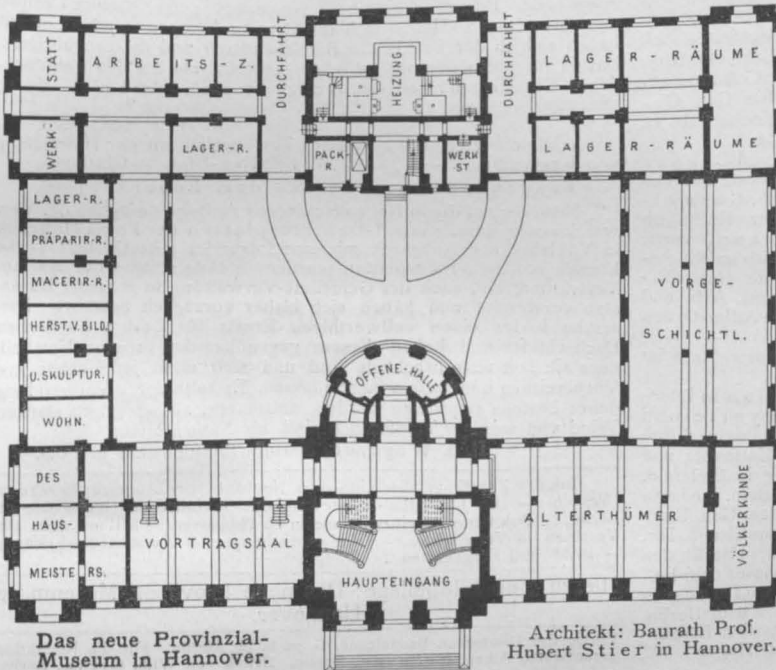 STATT
ARBEITS-Z.
DURCHFAHRT
HEIZUNG
DURCHFAHRT
LAGER-RÄUME
WERK-
LAGER-R.
PACK-
R.
WERK
ST
LAGER-RÄUME
LAGER-R.
PRÄPARIR-R.
MACERIR-R.
HERST. V. BILD.
U. SKULPTUR.
WOHN.
VORGE-
SCHICHTL.
OFFENE-HALLE
DES
HAUS-
MEISTERS.
VORTRAGSAAL
HAUPTEINGANG
ALTERTHÜMER
VÖLKERKUNDE
Das neue Provinzial-
Museum in Hannover.
Architekt: Baurath Prof.
Hubert Stier in Hannover.